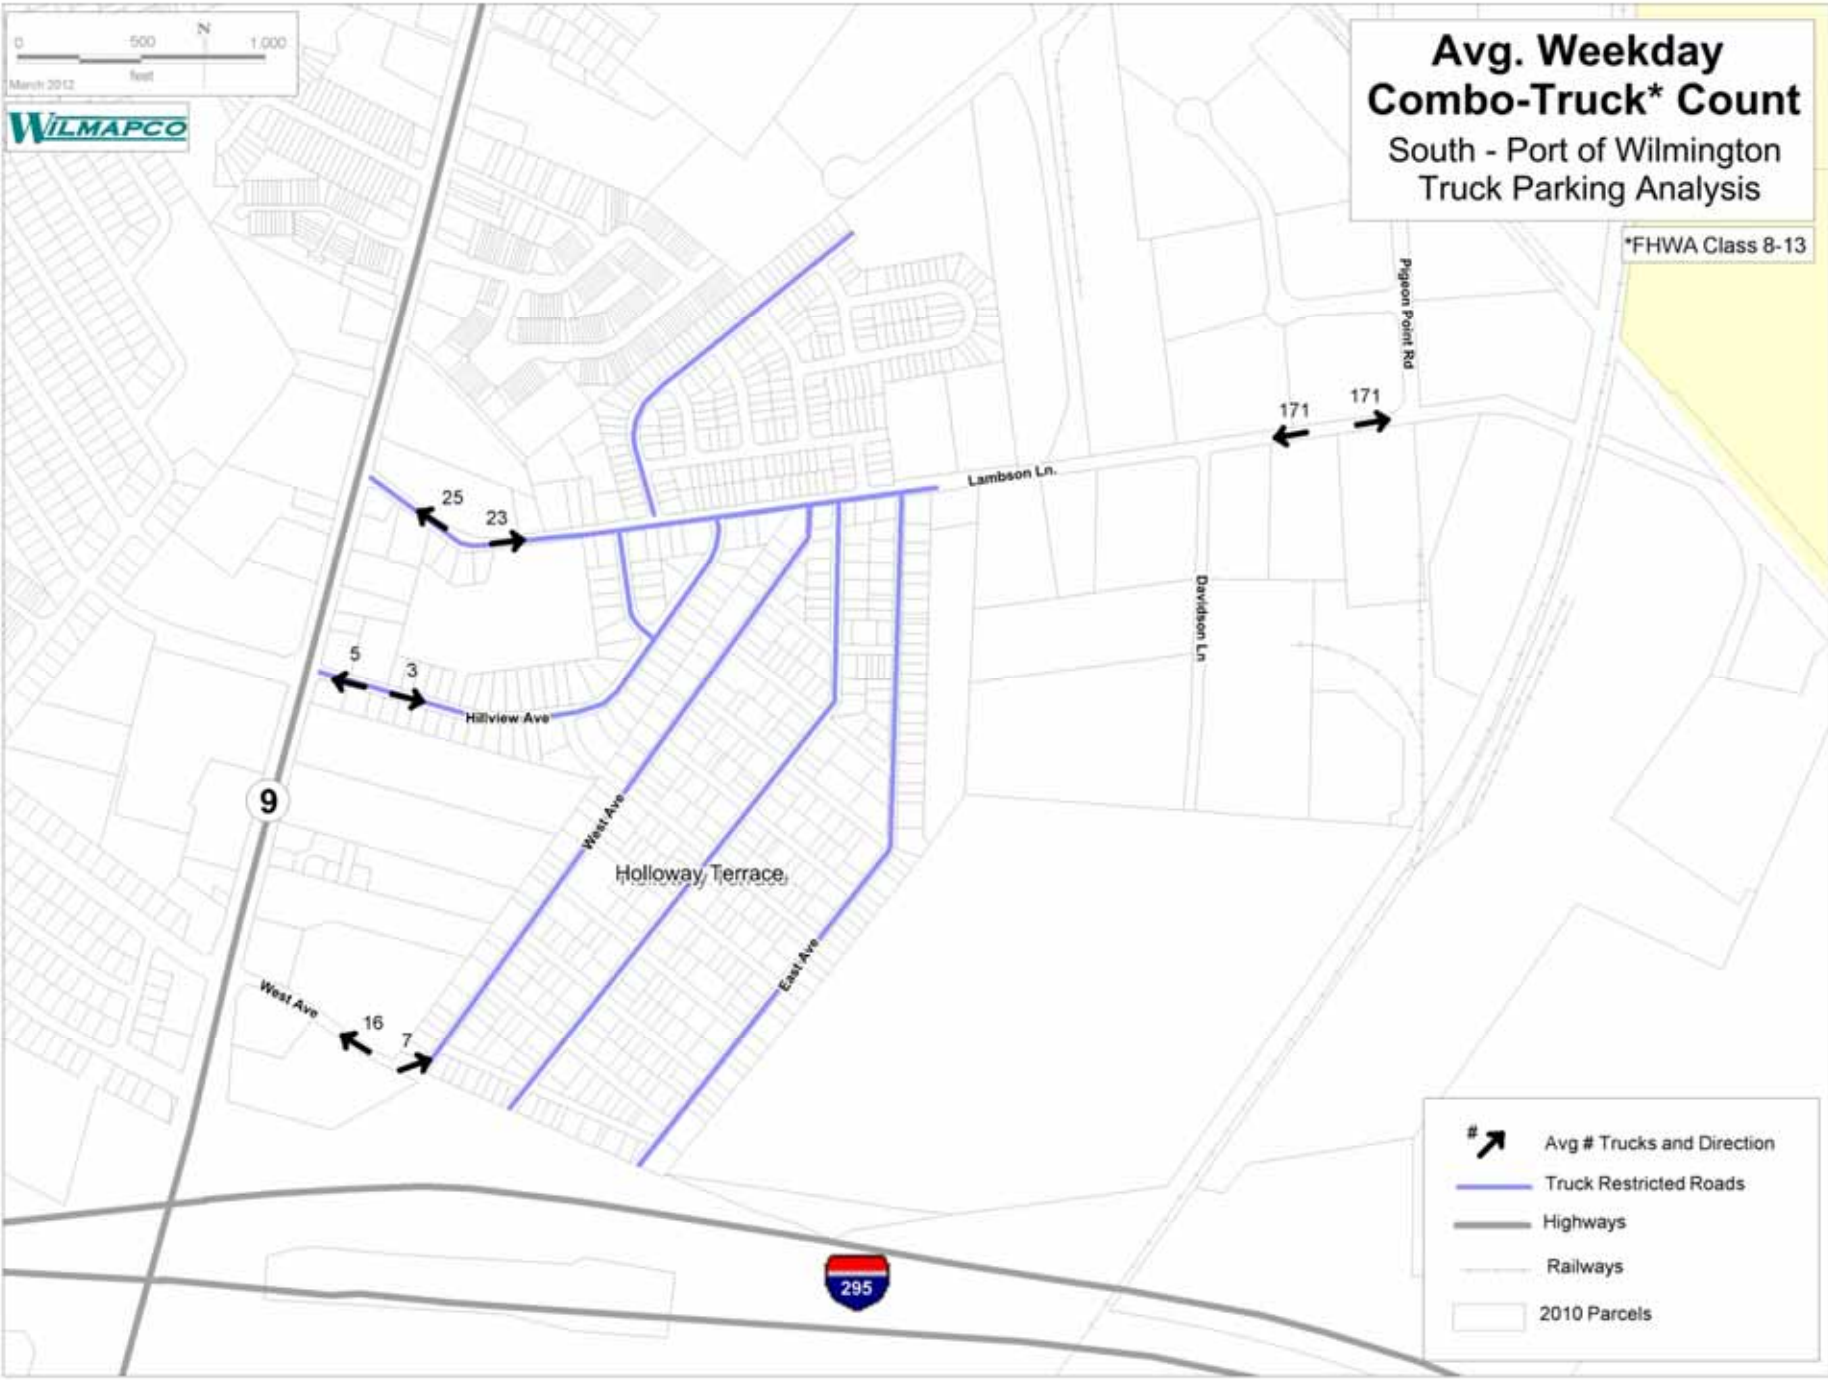 0 500 N 1,000
feet
March 2012
WILMAPCO
Avg. Weekday
Combo-Truck* Count
South - Port of Wilmington
Truck Parking Analysis
*FHWA Class 8-13
Pigeon Point Rd
171
171
Lambson Ln.
25
23
Davidson Ln
5
3
Hillview Ave
9
West Ave
Holloway Terrace
East Ave
West Ave
16
7
295
# Avg # Trucks and Direction
Truck Restricted Roads
Highways
Railways
2010 Parcels